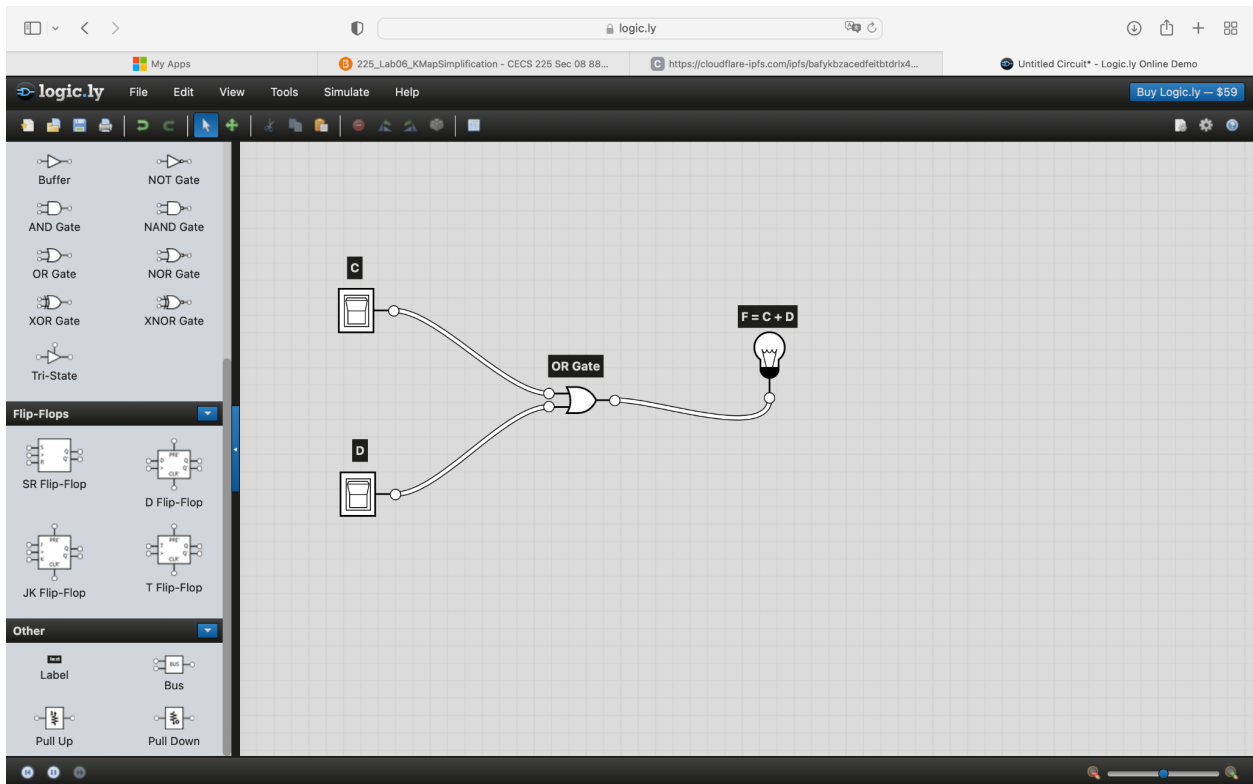 logic.ly
My Apps
225_Lab06_KMapSimplification - CECS 225 Sec 08 88...
https://cloudflare-ipfs.com/ipfs/bafykbzacedfeitbtdrlx4...
Untitled Circuit* - Logic.ly Online Demo
logic.ly File Edit View Tools Simulate Help Buy Logic.ly — $59
Buffer NOT Gate
AND Gate NAND Gate
OR Gate NOR Gate
XOR Gate XNOR Gate
Tri-State
Flip-Flops
SR Flip-Flop
D Flip-Flop
JK Flip-Flop
T Flip-Flop
Other
Label
BUS
Bus
Pull Up Pull Down
C
D
OR Gate
F = C + D